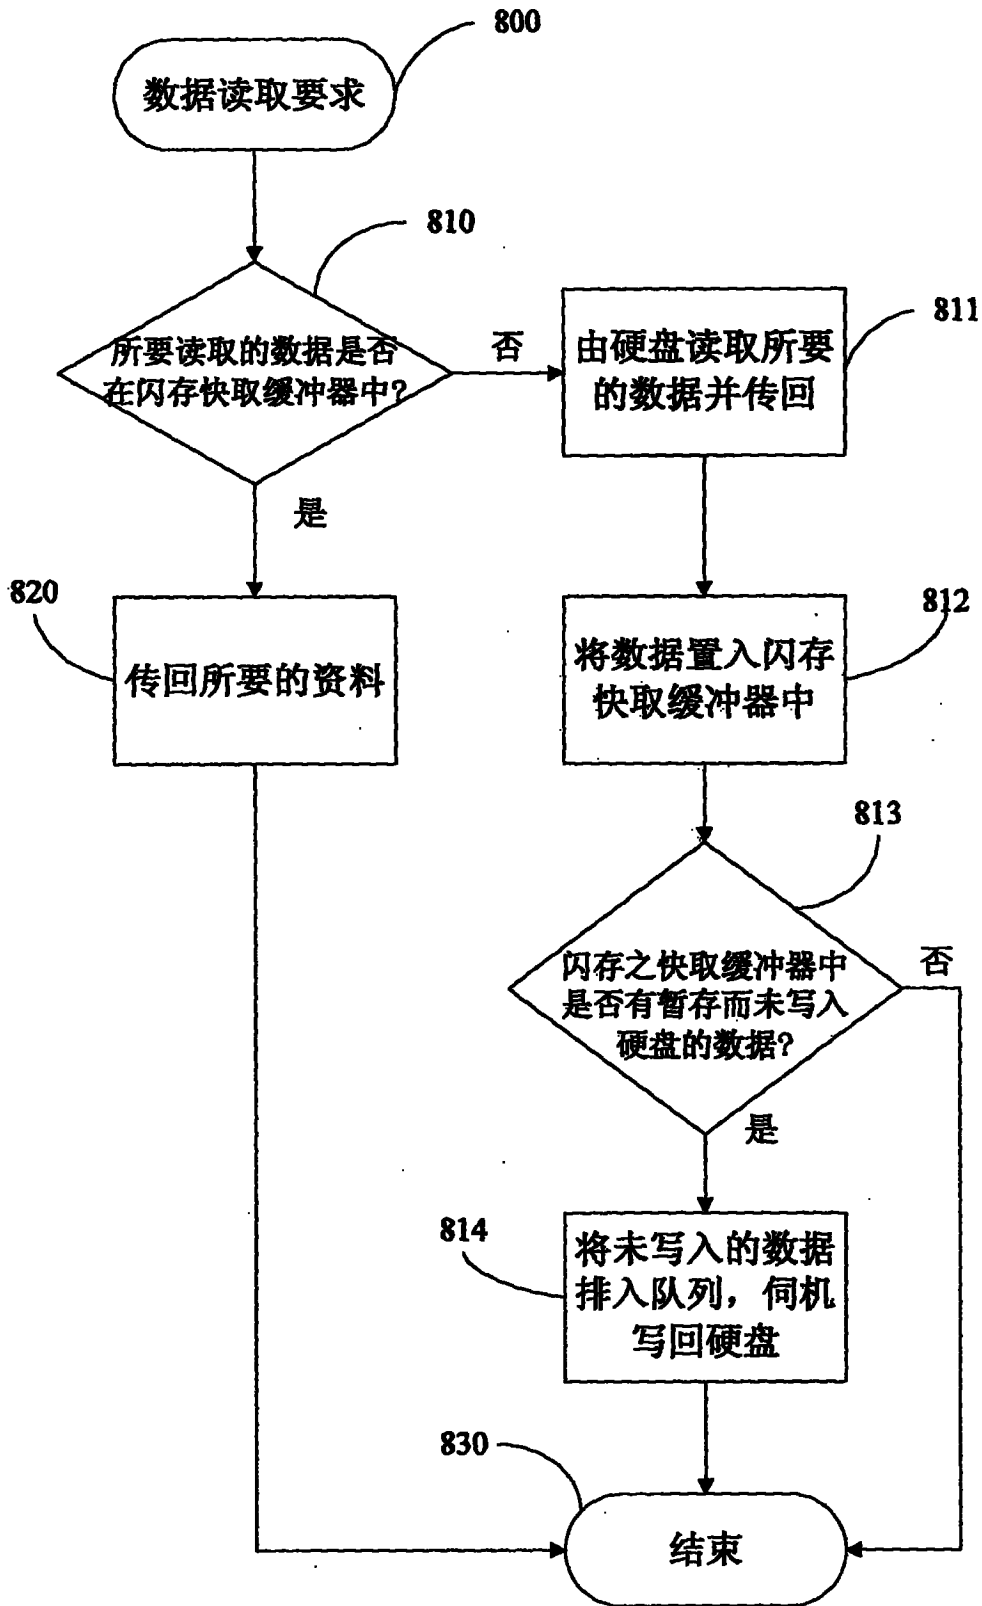 800
数据读取要求
810
所要读取的数据是否
在闪存快取缓冲器中?
否
由硬盘读取所要
的数据并传回
811
是
820
传回所要的资料
将数据置入闪存
快取缓冲器中
812
813
闪存之快取缓冲器中
是否有暂存而未写入
硬盘的数据?
否
是
814
将未写入的数据
排入队列，伺机
写回硬盘
830
结束